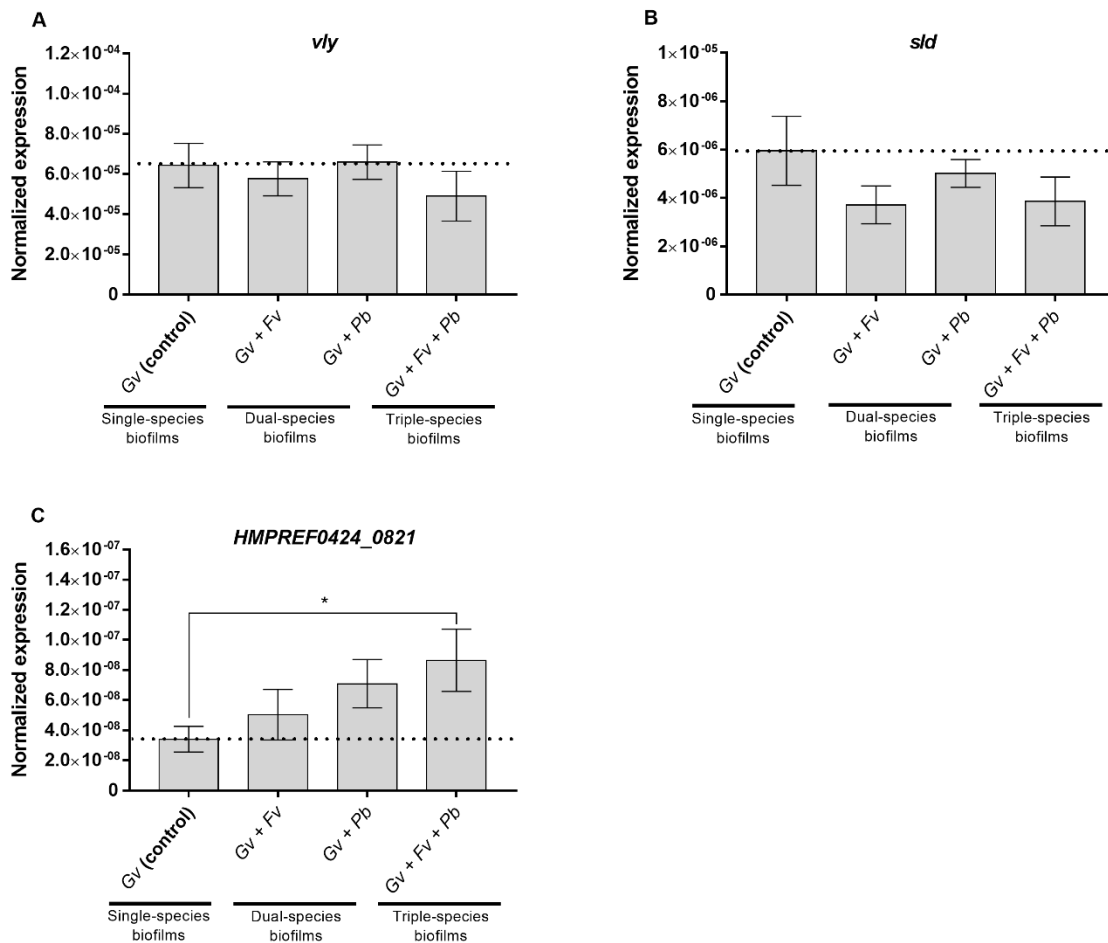 A
vly
Normalized expression
1.2×10⁻⁰⁴
1.0×10⁻⁰⁴
8.0×10⁻⁰⁵
6.0×10⁻⁰⁵
4.0×10⁻⁰⁵
2.0×10⁻⁰⁵
0
Gv (control)
Gv + Fv
Gv + Pb
Gv + Fv + Pb
Single-species
biofilms
Dual-species
biofilms
Triple-species
biofilms
B
sld
Normalized expression
1×10⁻⁰⁵
8×10⁻⁰⁶
6×10⁻⁰⁶
4×10⁻⁰⁶
2×10⁻⁰⁶
0
Gv (control)
Gv + Fv
Gv + Pb
Gv + Fv + Pb
Single-species
biofilms
Dual-species
biofilms
Triple-species
biofilms
C
HMPREF0424_0821
Normalized expression
1.6×10⁻⁰⁷
1.4×10⁻⁰⁷
1.2×10⁻⁰⁷
1.0×10⁻⁰⁷
8.0×10⁻⁰⁸
6.0×10⁻⁰⁸
4.0×10⁻⁰⁸
2.0×10⁻⁰⁸
0
*
Gv (control)
Gv + Fv
Gv + Pb
Gv + Fv + Pb
Single-species
biofilms
Dual-species
biofilms
Triple-species
biofilms